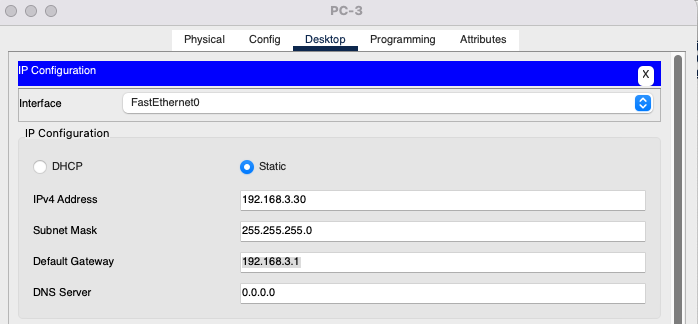 PC-3
Physical Config Desktop Programming Attributes
IP Configuration
X
Interface FastEthernet0
IP Configuration
DHCP Static
IPv4 Address 192.168.3.30
Subnet Mask 255.255.255.0
Default Gateway 192.168.3.1
DNS Server 0.0.0.0